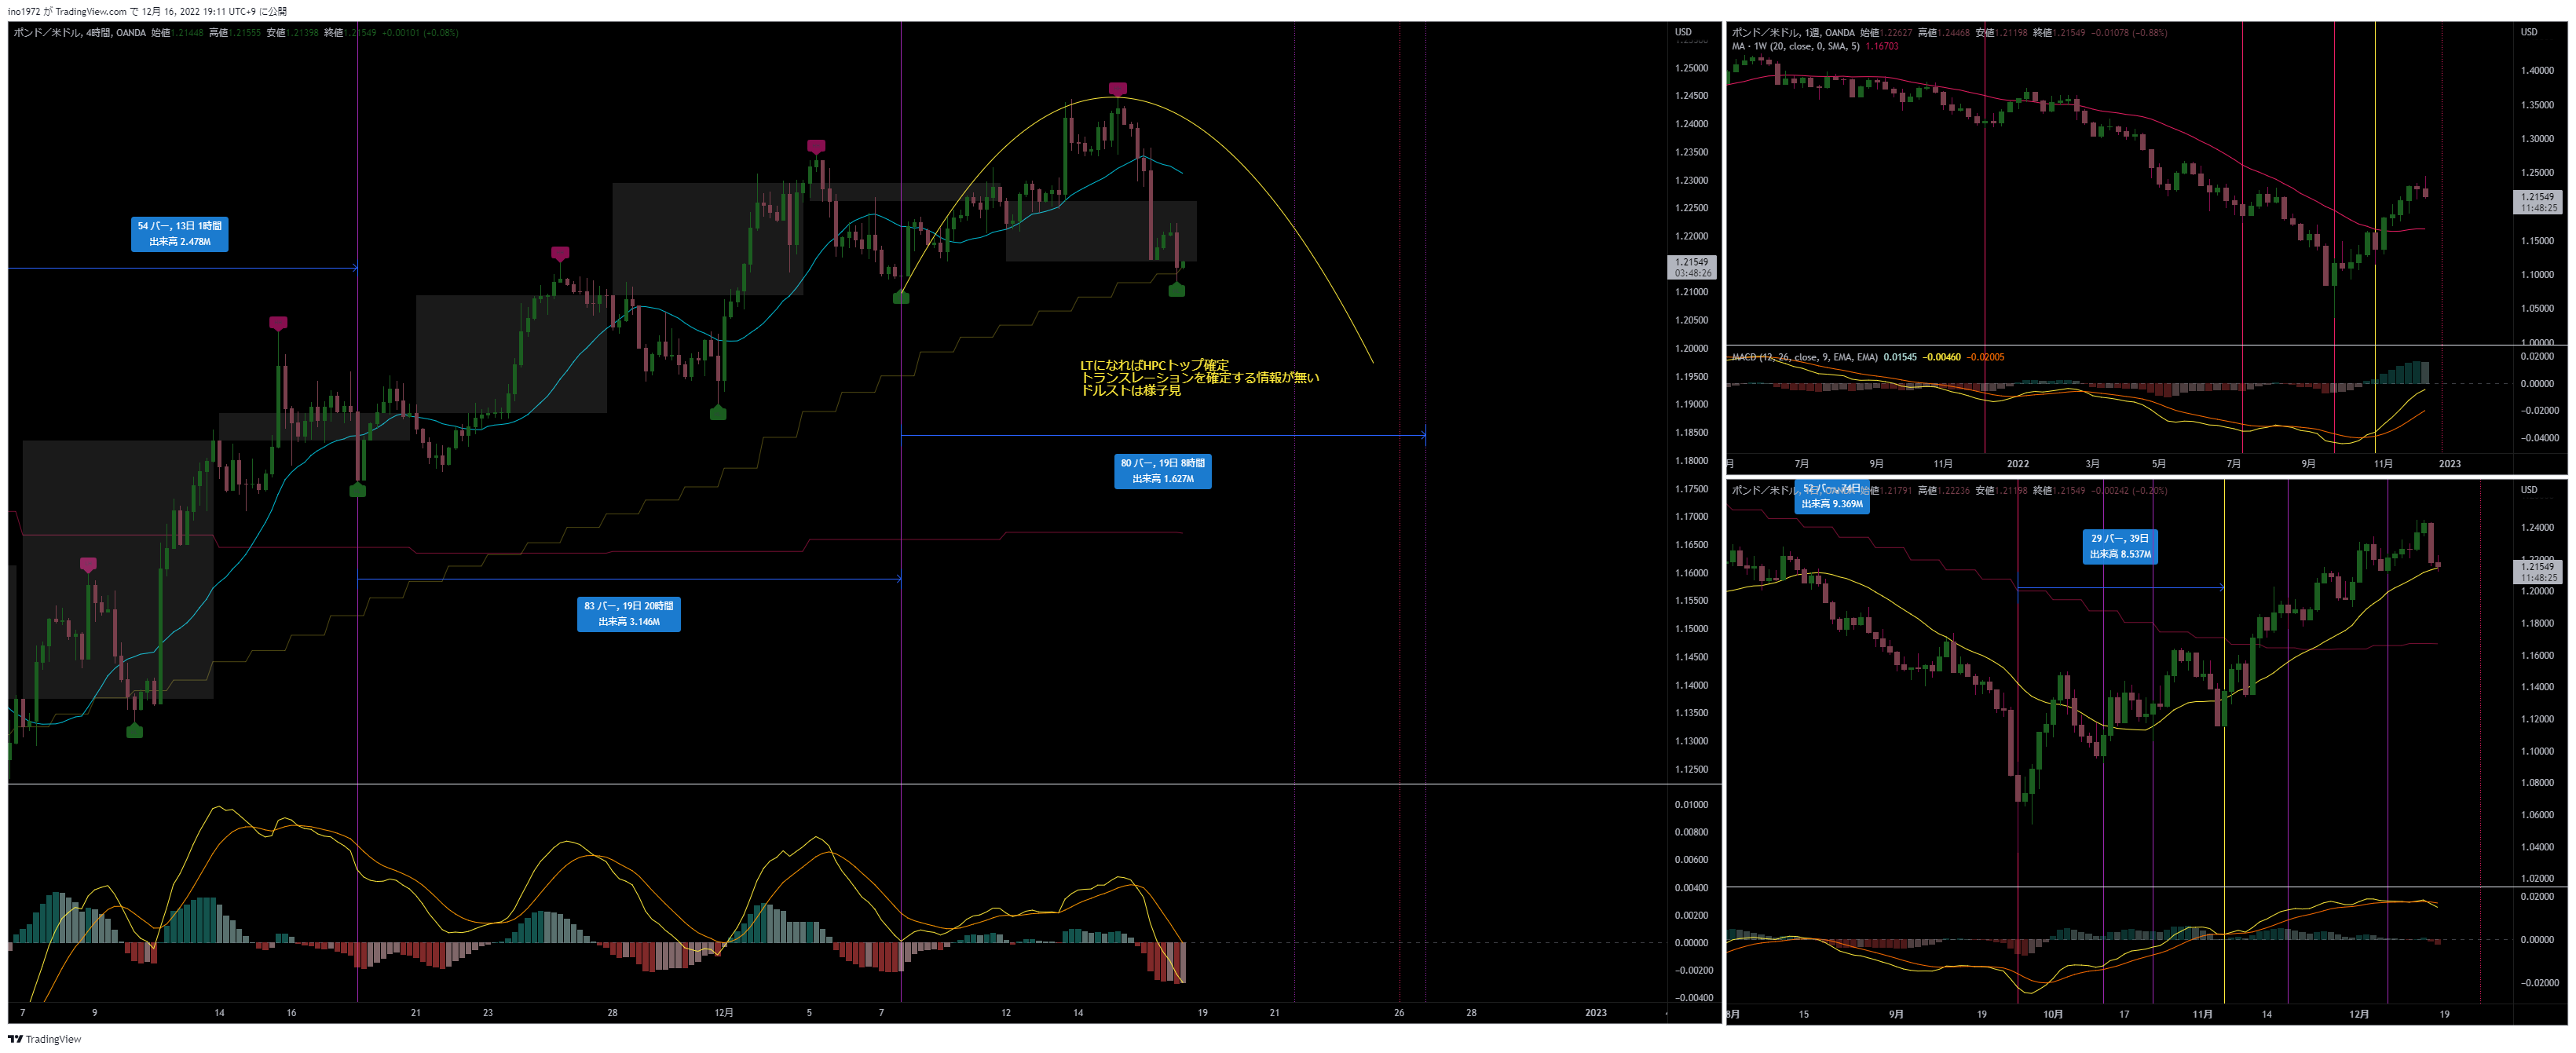 ino1972 が TradingView.com で 12月 16, 2022 19:11 UTC+9 に公開
ポンド／米ドル, 4時間, OANDA 始値1.21448 高値1.21555 安値1.21398 終値1.21549 +0.00101 (+0.08%)
USD
1.25000
1.24500
1.24000
1.23500
1.23000
1.22500
1.22000
1.21549
03:48:26
1.21000
1.20500
1.20000
1.19500
1.19000
1.18500
1.18000
1.17500
1.17000
1.16500
1.16000
1.15500
1.15000
1.14500
1.14000
1.13500
1.13000
1.12500
54 バー, 13日 1時間
出来高 2.478M
LTになればHPCトップ確定
トランスレーションを確定する情報が無い
ドルストは様子見
80 バー, 19日 8時間
出来高 1.627M
83 バー, 19日 20時間
出来高 3.146M
0.01000
0.00800
0.00600
0.00400
0.00200
0.00000
−0.00200
−0.00400
7 9 14 16 21 23 28 12月 5 7 12 14 19 21 26 28 2023
ポンド／米ドル, 1週, OANDA 始値1.22627 高値1.24468 安値1.21198 終値1.21549 −0.01078 (−0.88%)
MA・1W (20, close, 0, SMA, 5) 1.16703
USD
1.40000
1.35000
1.30000
1.25000
1.21549
11:48:25
1.15000
1.10000
1.05000
1.00000
MACD (12, 26, close, 9, EMA, EMA) 0.01545 −0.00460 −0.02005
0.02000
0.00000
−0.02000
−0.04000
月 7月 9月 11月 2022 3月 5月 7月 9月 11月 2023
ポンド／米ドル, OANDA 始値1.21791 高値1.22236 安値1.21198 終値1.21549 −0.00242 (−0.20%)
52 バー, 74日
出来高 9.369M
29 バー, 39日
出来高 8.537M
USD
1.24000
1.22000
1.21549
11:48:25
1.20000
1.18000
1.16000
1.14000
1.12000
1.10000
1.08000
1.06000
1.04000
1.02000
0.02000
0.00000
−0.02000
8月 15 9月 19 10月 17 11月 14 12月 19
TradingView